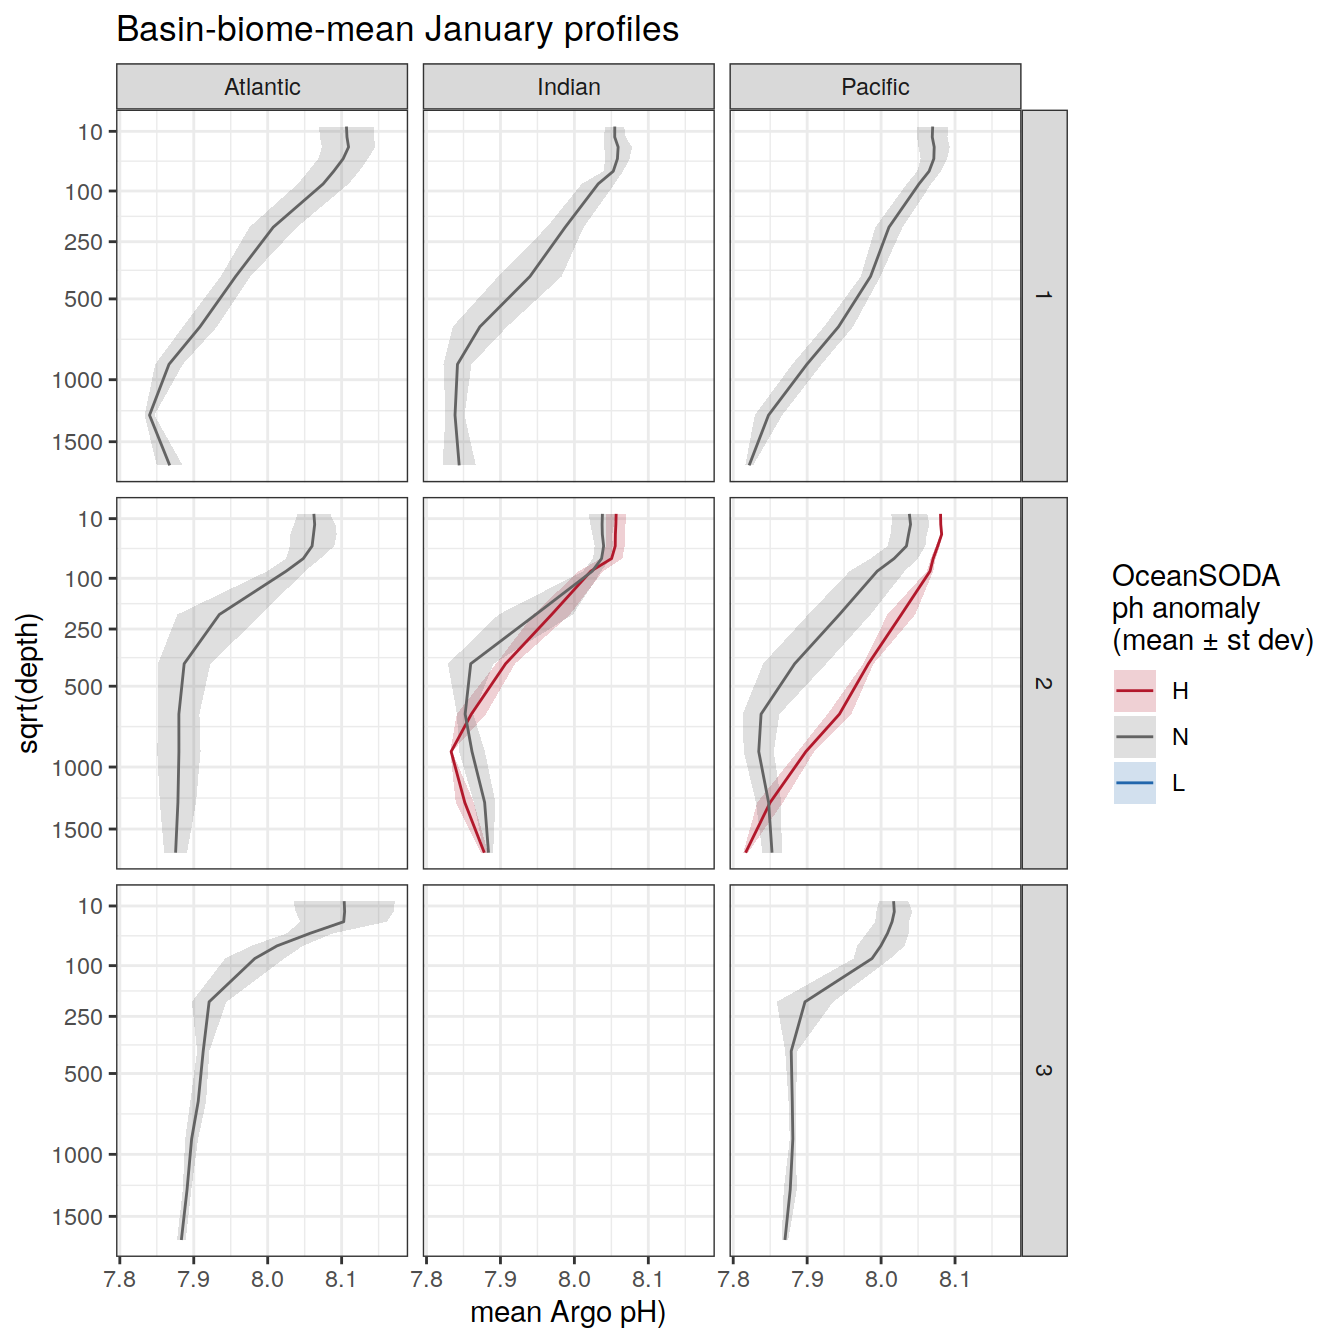 Basin-biome-mean January profiles
Atlantic
Indian
Pacific
10
100
250
500
1000
1500
1
10
100
250
500
1000
1500
2
10
100
250
500
1000
1500
3
sqrt(depth)
7.8
7.9
8.0
8.1
7.8
7.9
8.0
8.1
7.8
7.9
8.0
8.1
mean Argo pH)
OceanSODA
ph anomaly
(mean ± st dev)
H
N
L